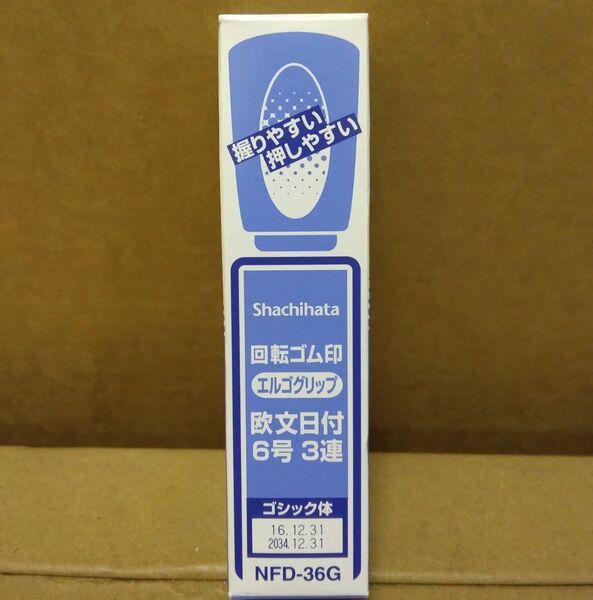 握りやすい
押しやすい
Shachihata
回転ゴム印
エルゴグリップ
欧文日付
6号 3連
ゴシック体
16.12.31
2034.12.31
NFD-36G